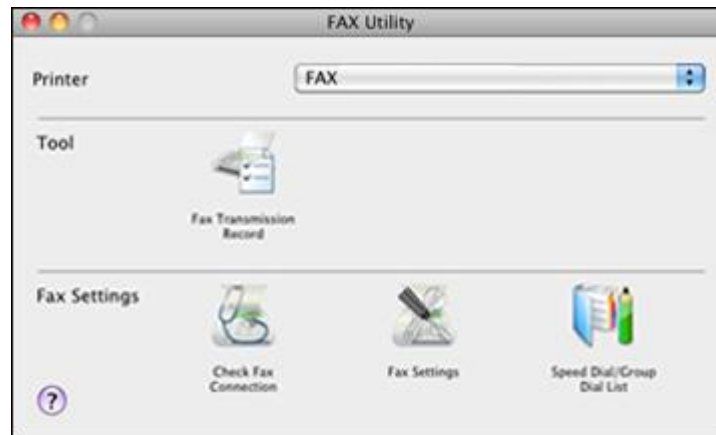 FAX Utility
Printer
FAX
Tool
Fax Transmission
Record
Fax Settings
Check Fax
Connection
Fax Settings
Speed Dial/Group
Dial List
?